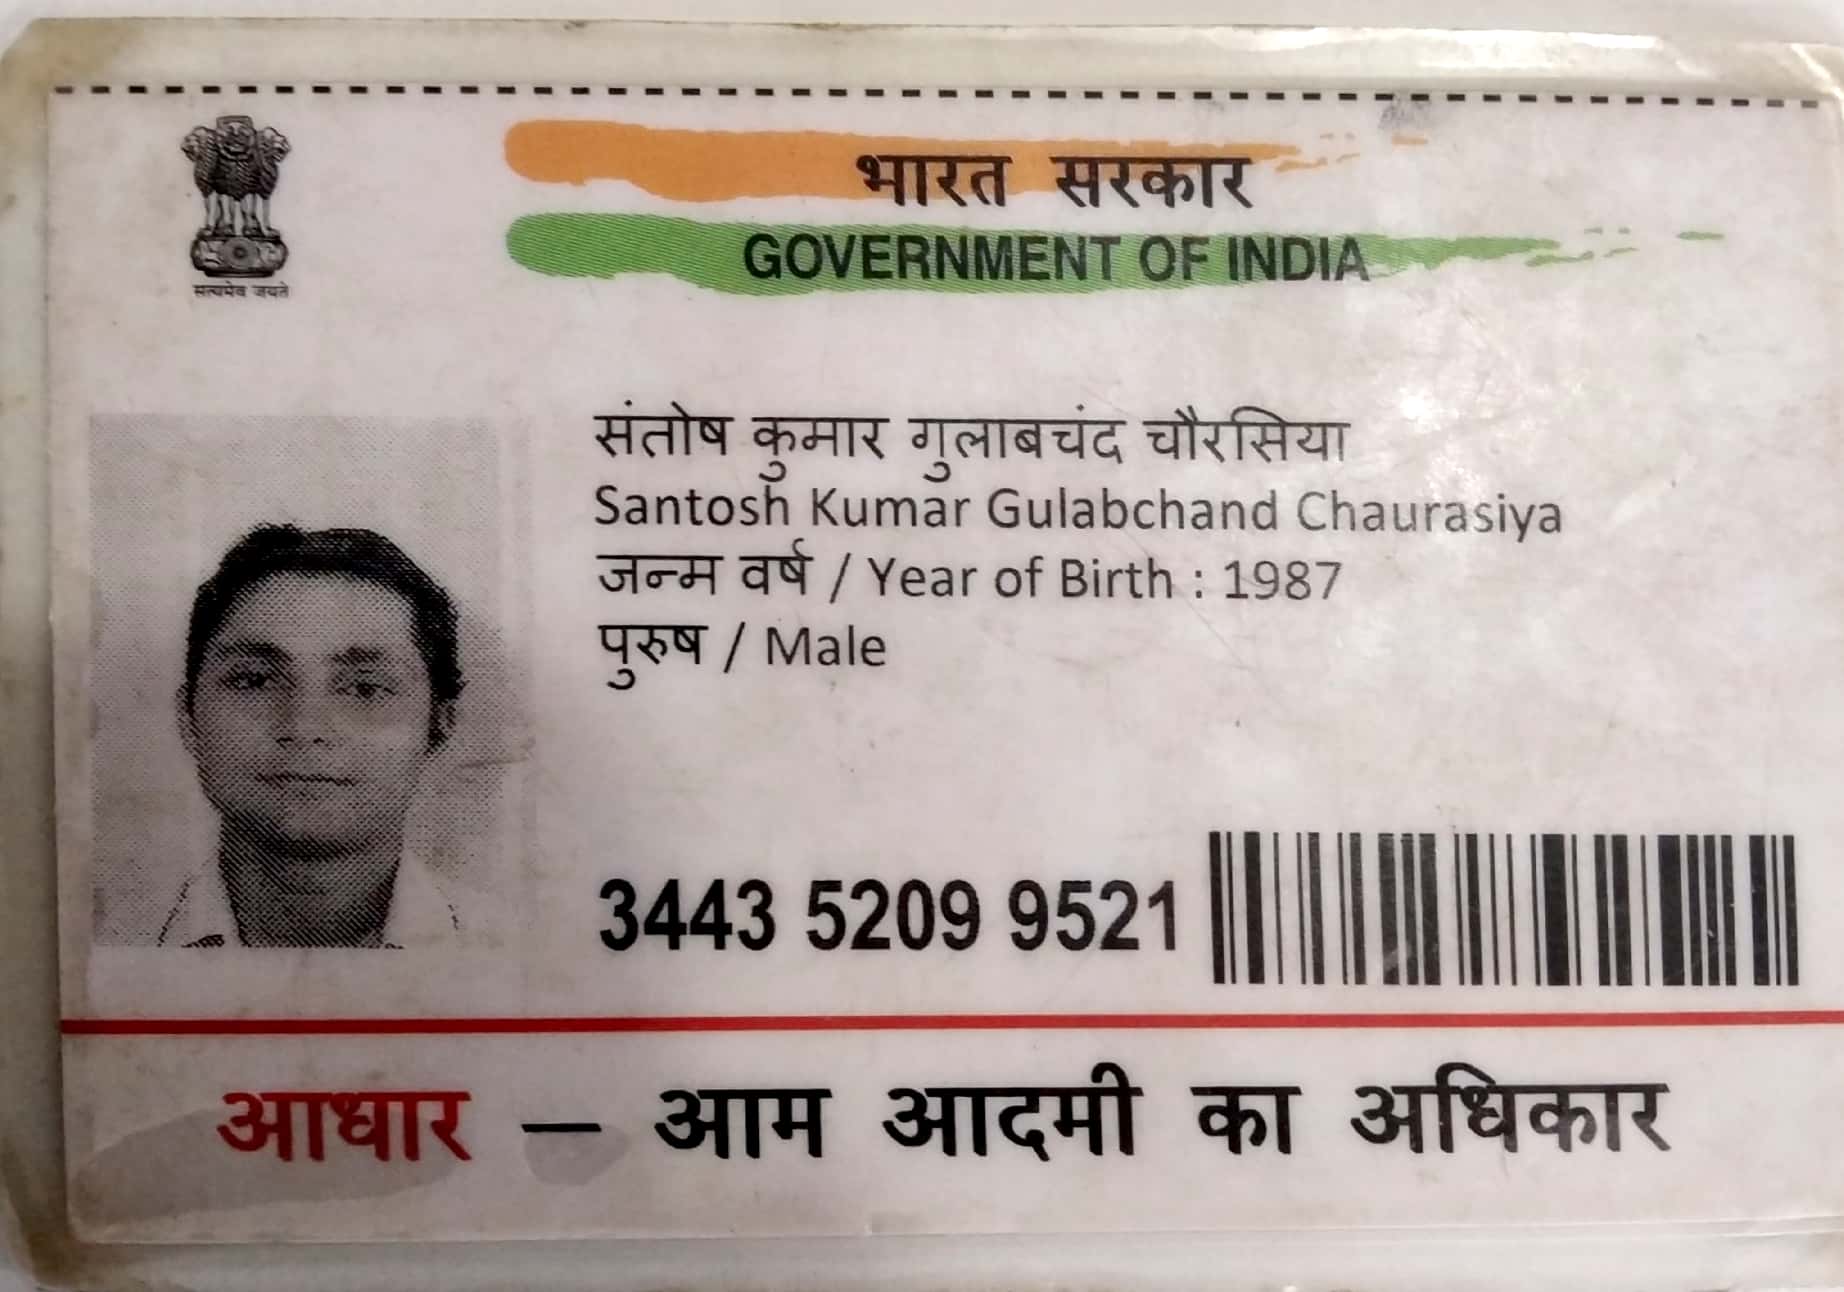 भारत सरकार
GOVERNMENT OF INDIA
सत्यमेव जयते
संतोष कुमार गुलाबचंद चौरसिया
Santosh Kumar Gulabchand Chaurasiya
जन्म वर्ष / Year of Birth : 1987
पुरुष / Male
3443 5209 9521
आधार – आम आदमी का अधिकार